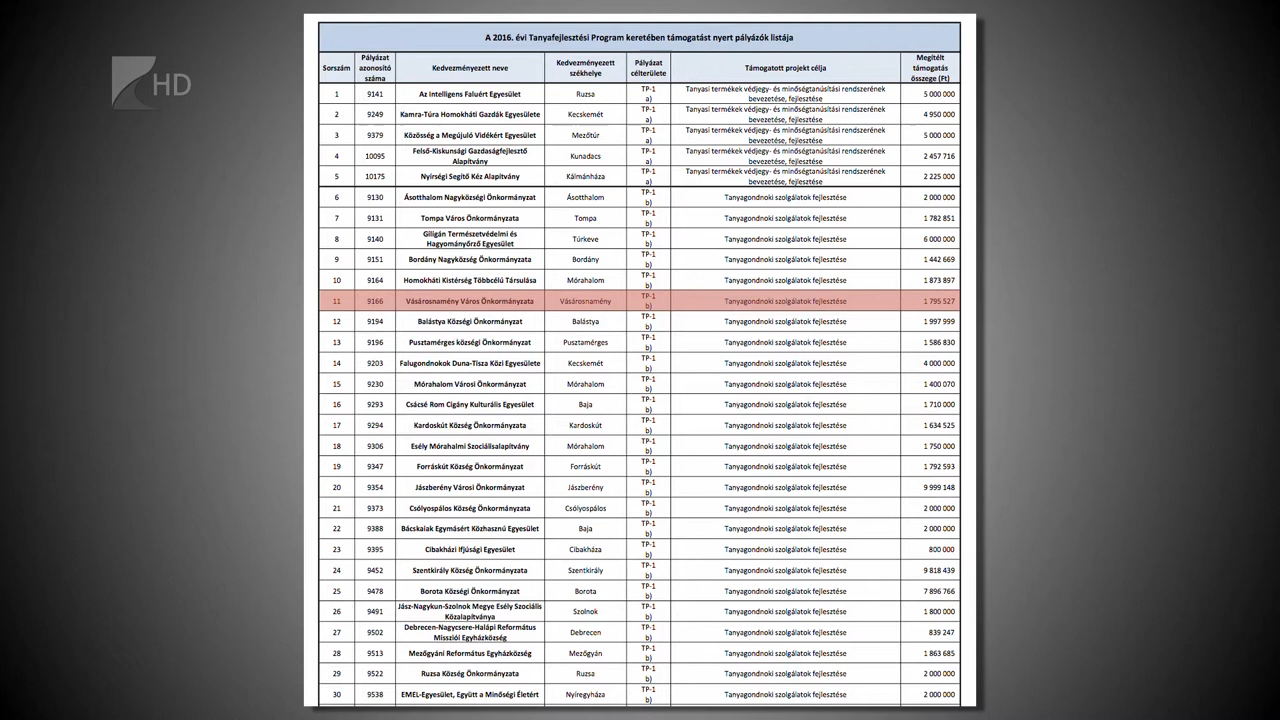 HD
A 2016. évi Tanyafejlesztési Program keretében támogatást nyert pályázók listája
Sorszám Pályázat azonosító száma Kedvezményezett neve Kedvezményezett székhelye Pályázat célterülete Támogatott projekt célja Megítélt támogatás összege (Ft)
1 9141 Az Intelligens Faluért Egyesület Ruzsa TP-1 a) Tanyasi termékek védjegy- és minőségtanúsítási rendszerének bevezetése, fejlesztése 5 000 000
2 9249 Kamra-Túra Homokháti Gazdák Egyesülete Kecskemét TP-1 a) Tanyasi termékek védjegy- és minőségtanúsítási rendszerének bevezetése, fejlesztése 4 950 000
3 9379 Közösség a Megújuló Vidékért Egyesület Mezőtúr TP-1 a) Tanyasi termékek védjegy- és minőségtanúsítási rendszerének bevezetése, fejlesztése 5 000 000
4 10095 Felső-Kiskunsági Gazdaságfejlesztő Alapítvány Kunadacs TP-1 a) Tanyasi termékek védjegy- és minőségtanúsítási rendszerének bevezetése, fejlesztése 2 457 716
5 10175 Nyírségi Segítő Kéz Alapítvány Kálmánháza TP-1 a) Tanyasi termékek védjegy- és minőségtanúsítási rendszerének bevezetése, fejlesztése 2 225 000
6 9130 Ásotthalom Nagyközségi Önkormányzat Ásotthalom TP-1 b) Tanyagondnoki szolgálatok fejlesztése 2 000 000
7 9131 Tompa Város Önkormányzata Tompa TP-1 b) Tanyagondnoki szolgálatok fejlesztése 1 782 851
8 9140 Giligán Természetvédelmi és Hagyományőrző Egyesület Túrkeve TP-1 b) Tanyagondnoki szolgálatok fejlesztése 6 000 000
9 9151 Bordány Nagyközség Önkormányzata Bordány TP-1 b) Tanyagondnoki szolgálatok fejlesztése 1 442 669
10 9164 Homokháti Kistérség Többcélú Társulása Mórahalom TP-1 b) Tanyagondnoki szolgálatok fejlesztése 1 873 897
11 9166 Vásárosnamény Város Önkormányzata Vásárosnamény TP-1 b) Tanyagondnoki szolgálatok fejlesztése 1 795 527
12 9194 Balástya Községi Önkormányzat Balástya TP-1 b) Tanyagondnoki szolgálatok fejlesztése 1 997 999
13 9196 Pusztamérges községi Önkormányzat Pusztamérges TP-1 b) Tanyagondnoki szolgálatok fejlesztése 1 586 830
14 9203 Falugondnokok Duna-Tisza Közi Egyesülete Kecskemét TP-1 b) Tanyagondnoki szolgálatok fejlesztése 4 000 000
15 9230 Mórahalom Városi Önkormányzat Mórahalom TP-1 b) Tanyagondnoki szolgálatok fejlesztése 1 400 070
16 9293 Csácsé Rom Cigány Kulturális Egyesület Baja TP-1 b) Tanyagondnoki szolgálatok fejlesztése 1 710 000
17 9294 Kardoskút Község Önkormányzata Kardoskút TP-1 b) Tanyagondnoki szolgálatok fejlesztése 1 634 525
18 9306 Esély Mórahalmi Szociálisalapítvány Mórahalom TP-1 b) Tanyagondnoki szolgálatok fejlesztése 1 750 000
19 9347 Forráskút Község Önkormányzat Forráskút TP-1 b) Tanyagondnoki szolgálatok fejlesztése 1 792 593
20 9354 Jászberény Városi Önkormányzat Jászberény TP-1 b) Tanyagondnoki szolgálatok fejlesztése 9 999 148
21 9373 Csólyospálos Község Önkormányzata Csólyospálos TP-1 b) Tanyagondnoki szolgálatok fejlesztése 2 000 000
22 9388 Bácskaiak Egymásért Közhasznú Egyesület Baja TP-1 b) Tanyagondnoki szolgálatok fejlesztése 2 000 000
23 9395 Cibakházi Ifjúsági Egyesület Cibakháza TP-1 b) Tanyagondnoki szolgálatok fejlesztése 800 000
24 9452 Szentkirály Község Önkormányzata Szentkirály TP-1 b) Tanyagondnoki szolgálatok fejlesztése 9 818 439
25 9478 Borota Községi Önkormányzat Borota TP-1 b) Tanyagondnoki szolgálatok fejlesztése 7 896 766
26 9491 Jász-Nagykun-Szolnok Megye Esély Szociális Közalapítványa Szolnok TP-1 b) Tanyagondnoki szolgálatok fejlesztése 1 800 000
27 9502 Debrecen-Nagycsere-Halápi Református Missziói Egyházközség Debrecen TP-1 b) Tanyagondnoki szolgálatok fejlesztése 839 247
28 9513 Mezőgyáni Református Egyházközség Mezőgyán TP-1 b) Tanyagondnoki szolgálatok fejlesztése 1 863 685
29 9522 Ruzsa Község Önkormányzata Ruzsa TP-1 b) Tanyagondnoki szolgálatok fejlesztése 2 000 000
30 9538 EMEL-Egyesület, Együtt a Minőségi Életért Nyíregyháza TP-1 b) Tanyagondnoki szolgálatok fejlesztése 2 000 000